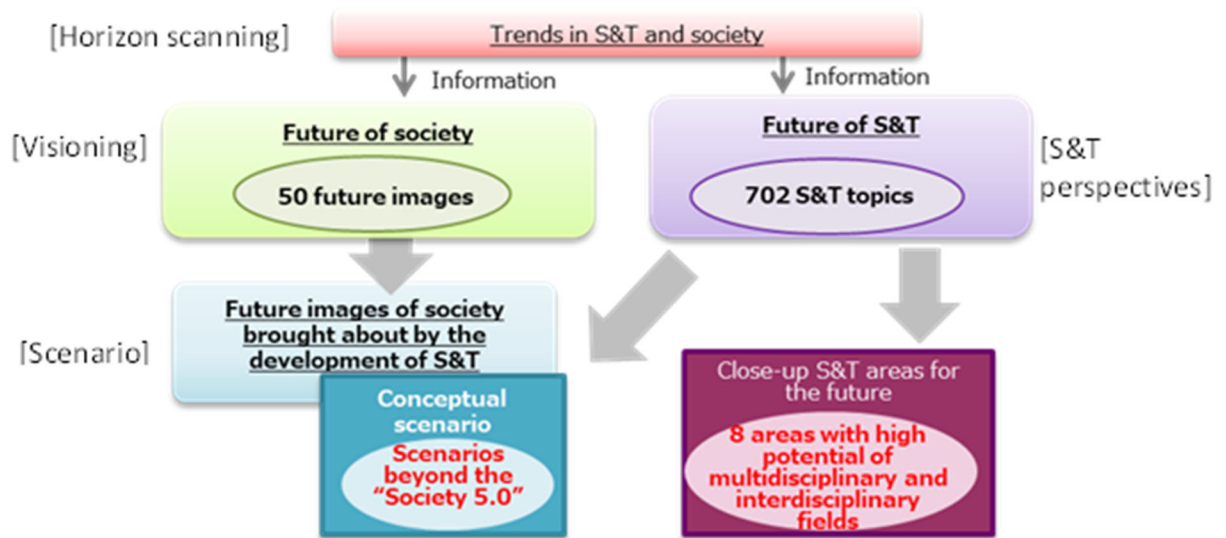 [Horizon scanning]
Trends in S&T and society
Information
Information
[Visioning]
Future of society
50 future images
Future of S&T
702 S&T topics
[S&T
perspectives]
[Scenario]
Future images of society
brought about by the
development of S&T
Conceptual
scenario
Scenarios
beyond the
“Society 5.0”
Close-up S&T areas for
the future
8 areas with high
potential of
multidisciplinary and
interdisciplinary
fields